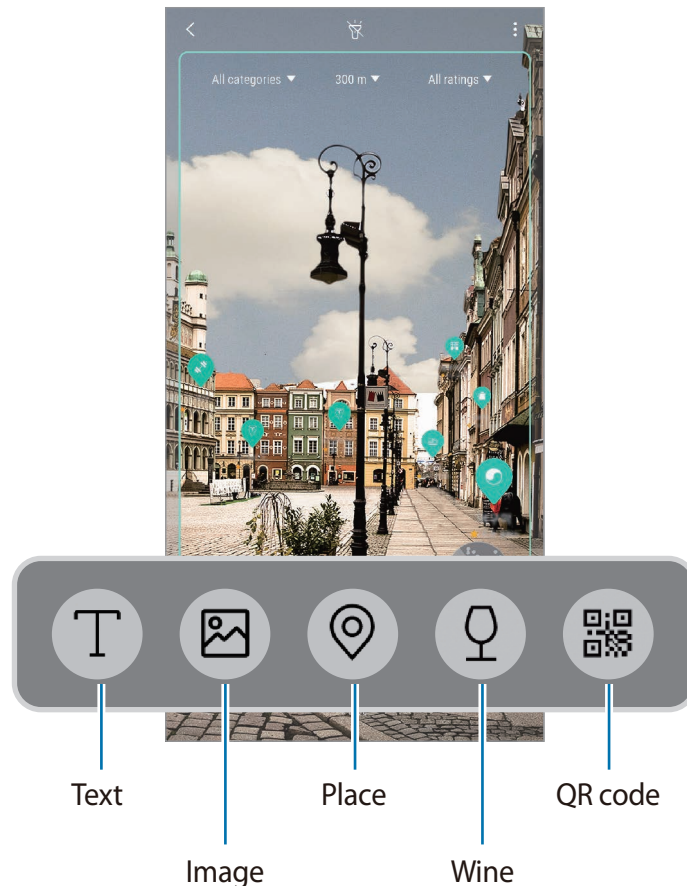 All categories ▼ 300 m ▼ All ratings ▼
Text
Place
QR code
Image
Wine